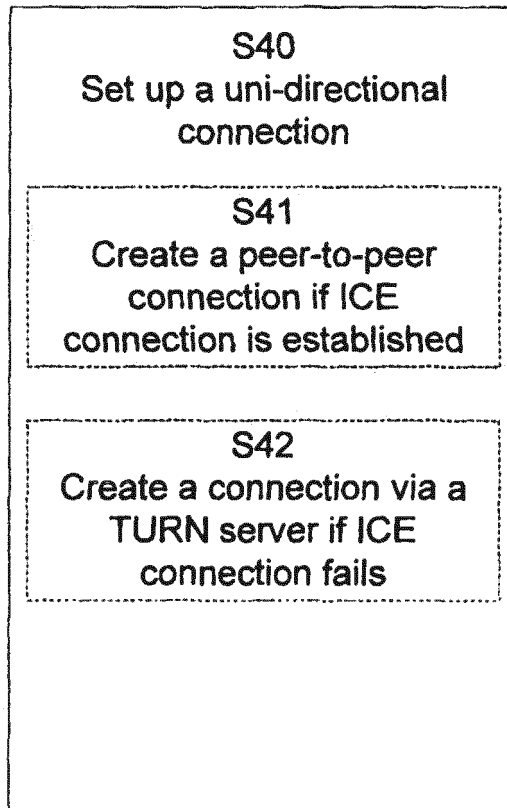 S40
Set up a uni-directional
connection
S41
Create a peer-to-peer
connection if ICE
connection is established
S42
Create a connection via a
TURN server if ICE
connection fails